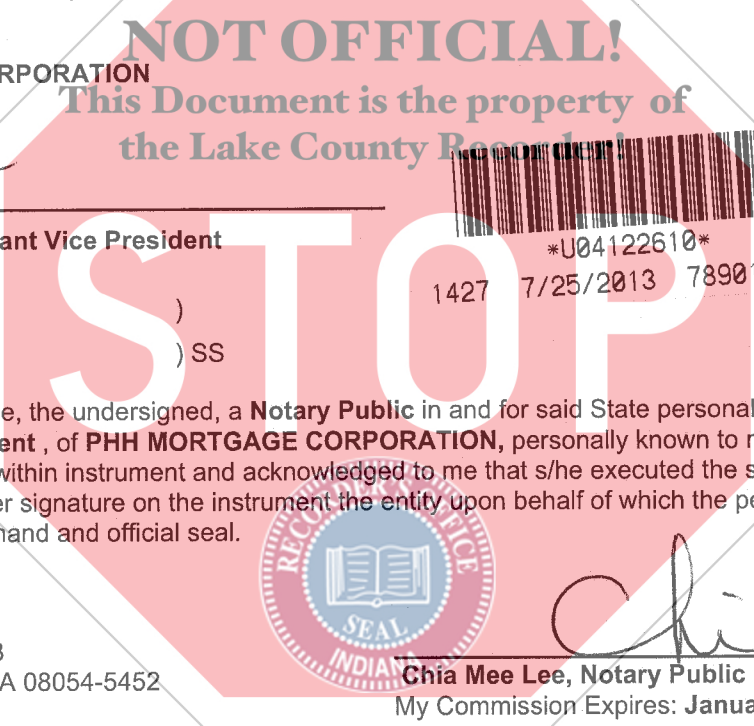 NOT OFFICIAL!
RPORATION
This Document is the property of
the Lake County Recorder!
ant Vice President
*U04122610*
1427 7/25/2013 7890
)
) SS
STOP
e, the undersigned, a Notary Public in and for said State personal
ent , of PHH MORTGAGE CORPORATION, personally known to
within instrument and acknowledged to me that s/he executed the s
er signature on the instrument the entity upon behalf of which the pe
hand and official seal.
RECORDER'S OFFICE
SEAL
INDIANA
Chi
A 08054-5452
Chia Mee Lee, Notary Public
My Commission Expires: Janua